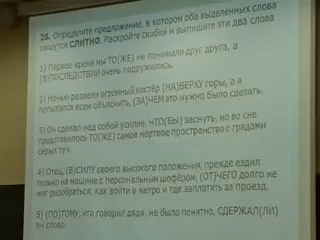 28. Определите предложение, в котором оба выделенных слова
пишутся СЛИТНО. Раскройте скобки и выпишите эти два слова
1) Первое время мы ТО(ЖЕ) не понимали друг друга, а
(В)ПОСЛЕДСТВИИ очень подружились.
2) Ночью развели огромный костёр (НА)ВЕРХУ горы, а я
попытался всем объяснить, (ЗА)ЧЕМ это нужно было сделать.
3) Он сделал над собой усилие, ЧТО(БЫ) заснуть, но во сне
представилось ТО(ЖЕ) самое мёртвое пространство с грядами
серых туч.
4) Отец, (В)СИЛУ своего высокого положения, прежде ездил
только на машине с персональным шофёром, (ОТ)ЧЕГО долго не
мог разобраться, как войти в метро и где заплатить за проезд.
5) (ПО)ТОМУ, что говорил дядя, не было понятно, СДЕРЖАЛ(ЛИ)
слово.